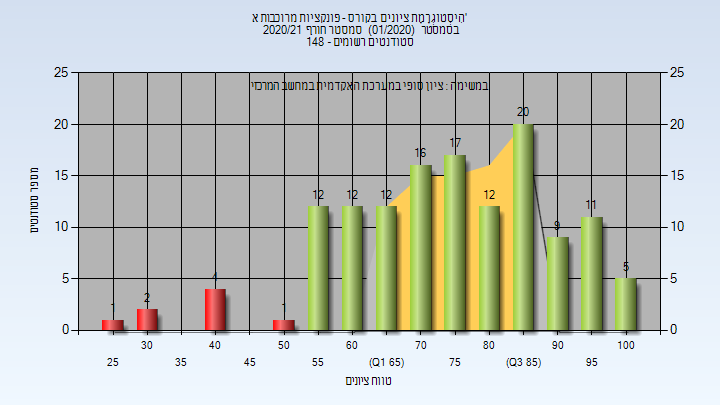 הִיסְטוֹגְרָמַת ציונים בקורס - פונקציות מרוכבות א'
בסמסטר (01/2020) סמסטר חורף 2020/21
סטודנטים רשומים - 148
במשימה : ציון סופי במערכת האקדמית במחשב המרכזי
25 25
20 20
15 15
10 10
5 5
0 0
מספר סטודנטים
1 2 4 1 12 12 12 16 17 12 20 9 11 5
30 40 50 60 70 80 90 100
25 35 45 55 (Q1 65) 75 (Q3 85) 95
טווח ציונים